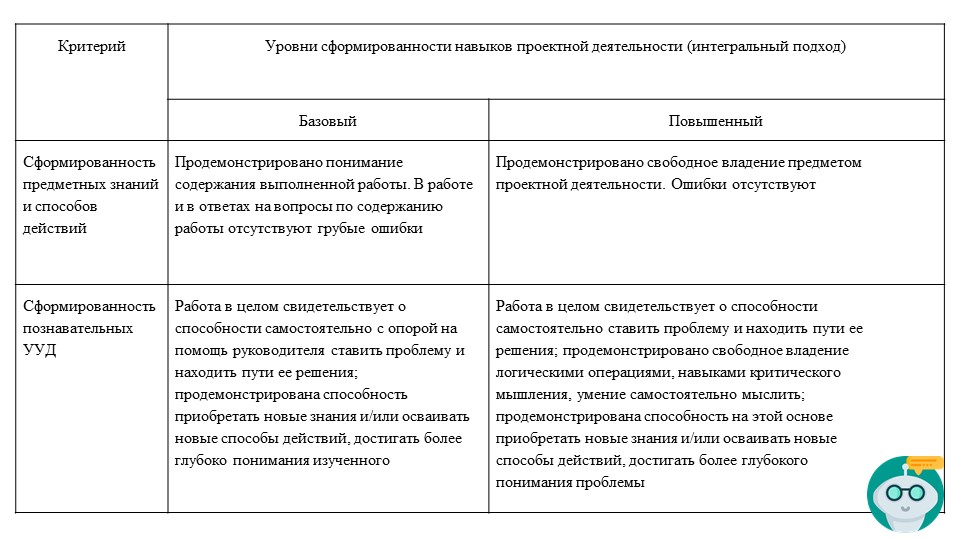 Критерий
Уровни сформированности навыков проектной деятельности (интегральный подход)
Базовый
Повышенный
Сформированность
предметных знаний
и способов
действий
Продемонстрировано понимание
содержания выполненной работы. В работе
и в ответах на вопросы по содержанию
работы отсутствуют грубые ошибки
Продемонстрировано свободное владение предметом
проектной деятельности. Ошибки отсутствуют
Сформированность
познавательных
УУД
Работа в целом свидетельствует о
способности самостоятельно с опорой на
помощь руководителя ставить проблему и
находить пути ее решения;
продемонстрирована способность
приобретать новые знания и/или осваивать
новые способы действий, достигать более
глубоко понимания изученного
Работа в целом свидетельствует о способности
самостоятельно ставить проблему и находить пути ее
решения; продемонстрировано свободное владение
логическими операциями, навыками критического
мышления, умение самостоятельно мыслить;
продемонстрирована способность на этой основе
приобретать новые знания и/или осваивать новые
способы действий, достигать более глубокого
понимания проблемы